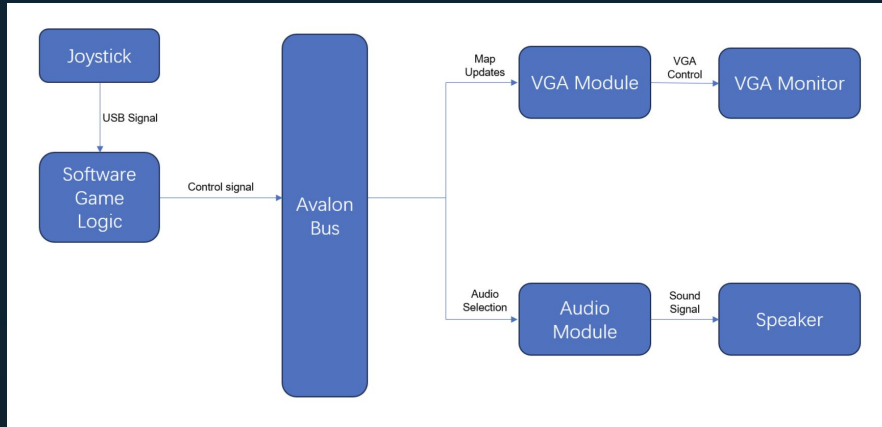 Joystick
USB Signal
Software
Game
Logic
Control signal
Avalon
Bus
Map
Updates
VGA Module
VGA
Control
VGA Monitor
Audio
Selection
Audio
Module
Sound
Signal
Speaker